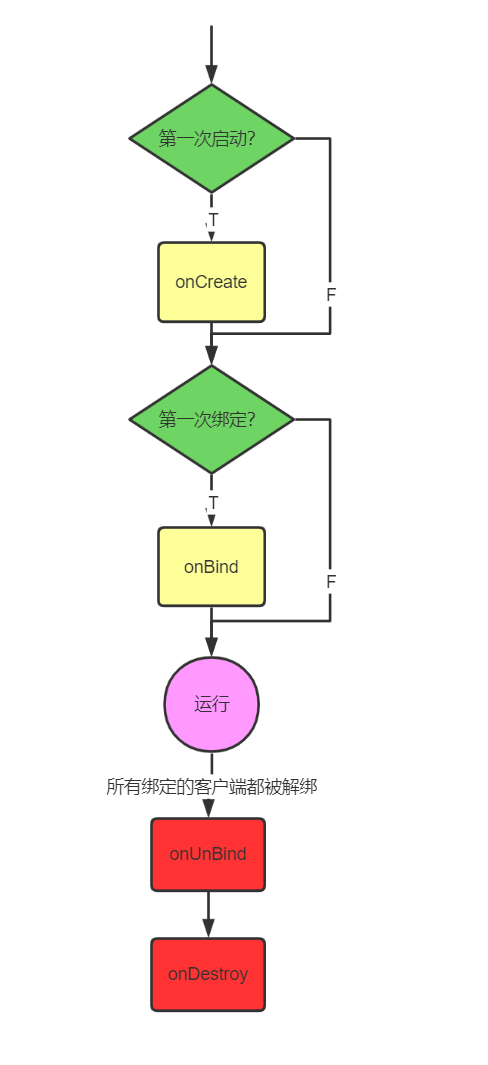 第一次启动?
,T
onCreate
F
第一次绑定?
,T
onBind
F
运行
所有绑定的客户端都被解绑
onUnBind
onDestroy